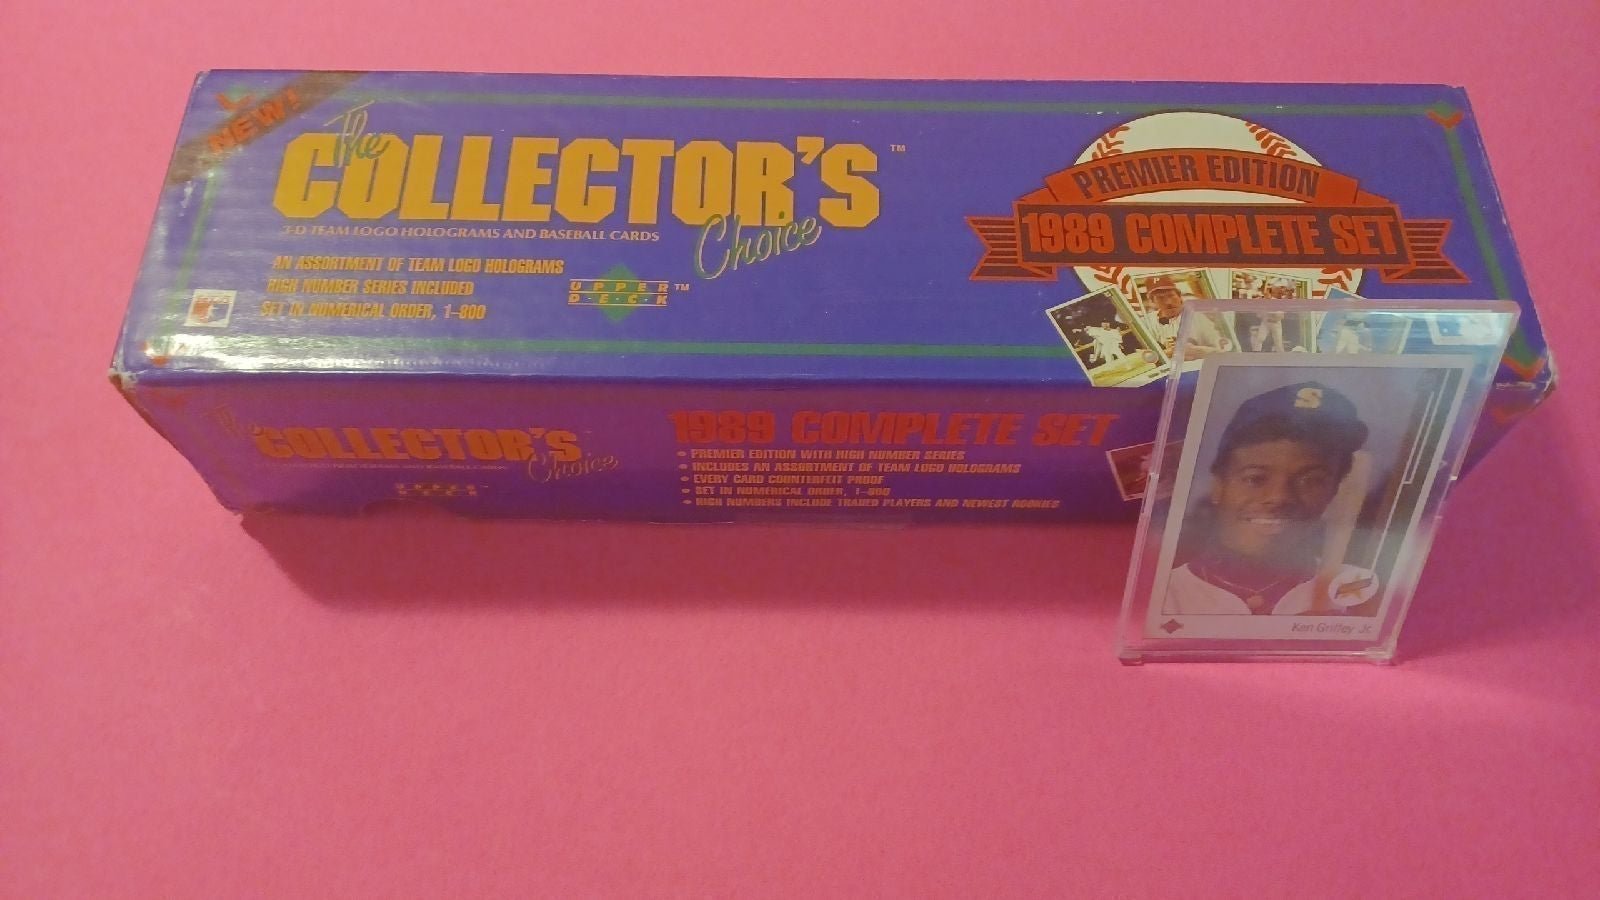 NEW!
The
COLLECTOR'S™
Choice
3-D TEAM LOGO HOLOGRAMS AND BASEBALL CARDS
AN ASSORTMENT OF TEAM LOGO HOLOGRAMS
HIGH NUMBER SERIES INCLUDED
SET IN NUMERICAL ORDER, 1-800
UPPER™
D·E·C·K
PREMIER EDITION
1989 COMPLETE SET
The
COLLECTOR'S
Choice
UPPER
DECK
1989 COMPLETE SET
• PREMIER EDITION WITH HIGH NUMBER SERIES
• INCLUDES AN ASSORTMENT OF TEAM LOGO HOLOGRAMS
• EVERY CARD COUNTERFEIT PROOF
• SET IN NUMERICAL ORDER, 1-800
• HIGH NUMBERS INCLUDE TRADED PLAYERS AND NEWEST ROOKIES
S
Ken Griffey Jr.